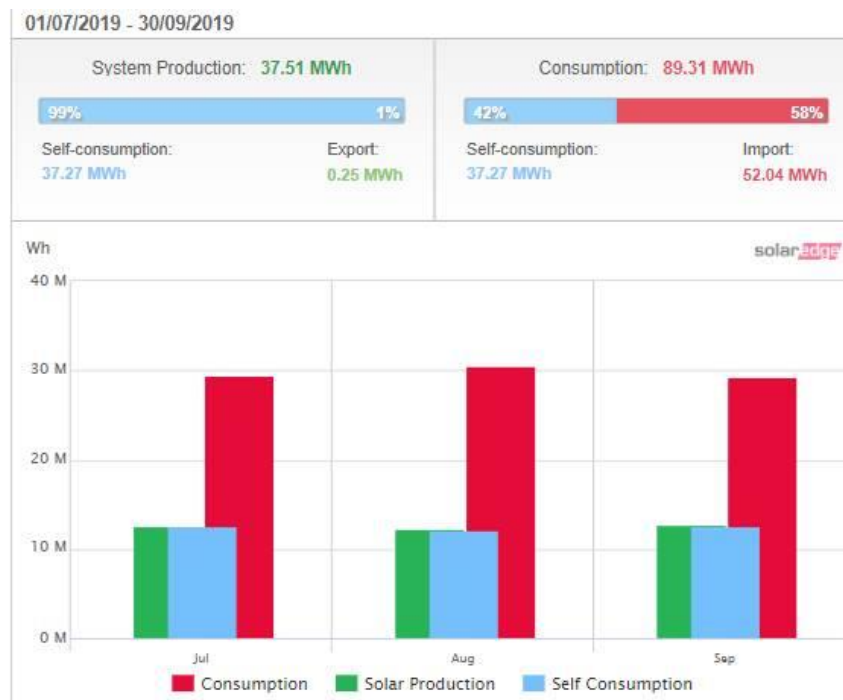 01/07/2019 - 30/09/2019
System Production: 37.51 MWh
99% 1%
Self-consumption: Export:
37.27 MWh 0.25 MWh
Consumption: 89.31 MWh
42% 58%
Self-consumption: Import:
37.27 MWh 52.04 MWh
Wh
solaredge
40 M
30 M
20 M
10 M
0 M
Jul Aug Sep
Consumption Solar Production Self Consumption